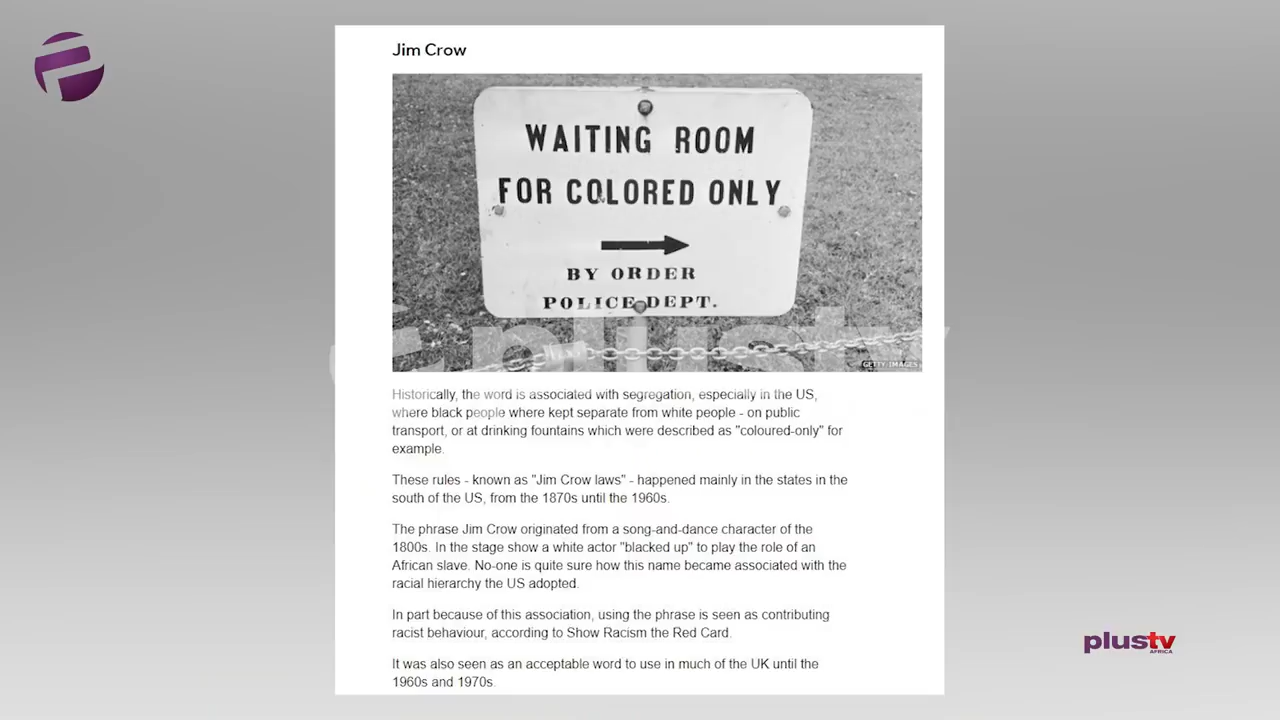 Jim Crow
WAITING ROOM
FOR COLORED ONLY
BY ORDER
POLICE DEPT.
GETTY IMAGES
plustv
Historically, the word is associated with segregation, especially in the US,
where black people where kept separate from white people - on public
transport, or at drinking fountains which were described as "coloured-only" for
example.
These rules - known as "Jim Crow laws" - happened mainly in the states in the
south of the US, from the 1870s until the 1960s.
The phrase Jim Crow originated from a song-and-dance character of the
1800s. In the stage show a white actor "blacked up" to play the role of an
African slave. No-one is quite sure how this name became associated with the
racial hierarchy the US adopted.
In part because of this association, using the phrase is seen as contributing
racist behaviour, according to Show Racism the Red Card.
It was also seen as an acceptable word to use in much of the UK until the
1960s and 1970s.
plustv
AFRICA